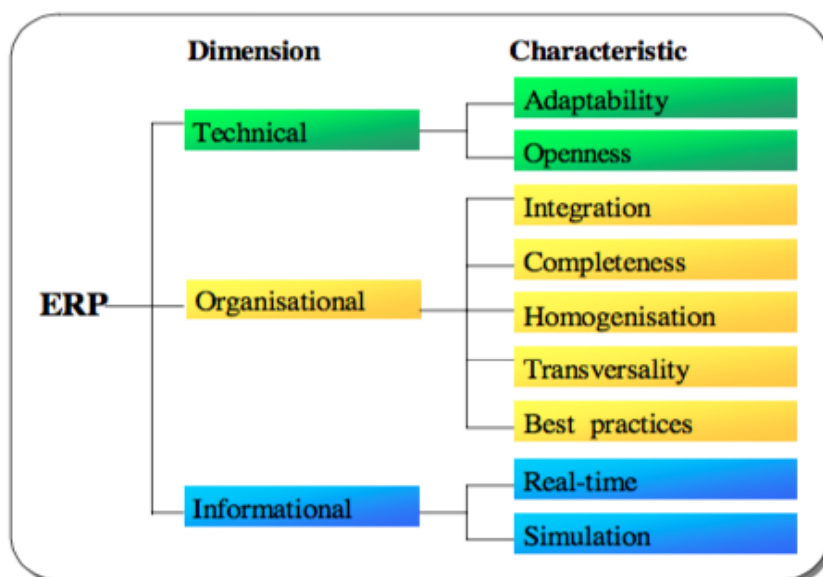 Dimension
Characteristic
Technical
Adaptability
Openness
ERP
Organisational
Integration
Completeness
Homogenisation
Transversality
Best practices
Informational
Real-time
Simulation